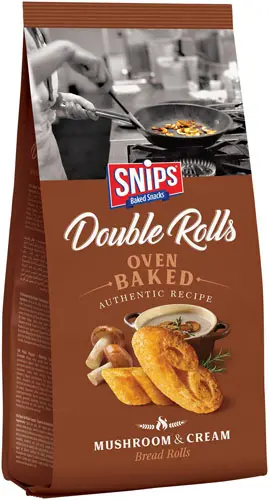 SNIPS
Baked Snacks
Double Rolls
OVEN
BAKED
AUTHENTIC RECIPE
MUSHROOM & CREAM
Bread Rolls